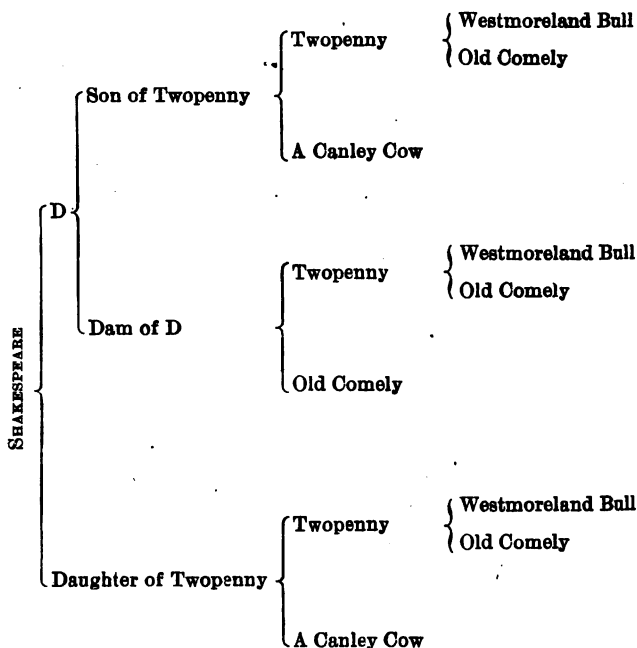 Westmoreland Bull
Twopenny
Old Comely
Son of Twopenny
A Canley Cow
D
Westmoreland Bull
Twopenny
Old Comely
Dam of D
Old Comely
SHAKESPEARE
Westmoreland Bull
Twopenny
Old Comely
Daughter of Twopenny
A Canley Cow